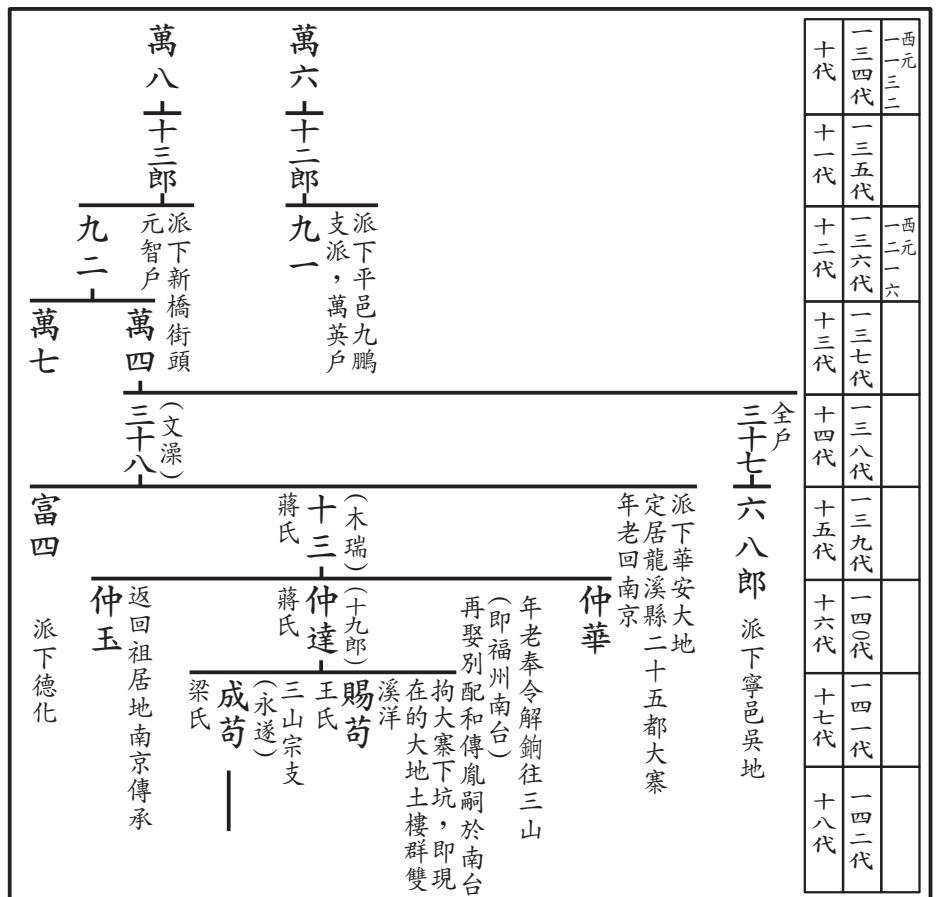 西元
一一三二
西元
一二一六
一三四代
一三五代
一三六代
一三七代
一三八代
一三九代
一四〇代
一四一代
一四二代
十代
十一代
十二代
十三代
十四代
十五代
十六代
十七代
十八代
萬六
十二郎
派下平邑九鵬
支派，萬英戶
九一
萬八
十三郎
派下新橋街頭
元智戶
九二
萬四
萬七
全戶
三十七
六八郎
派下寧邑吳地
(文澡)
三十八
派下華安大地
定居龍溪縣二十五都大寨
年老回南京
仲華
(木瑞)
十三
蔣氏
富四
派下德化
年老奉令解餉往三山
(即福州南台)
再娶別配和傳胤嗣於南台
(十九郎)
仲達
蔣氏
返回祖居地南京傳承
仲玉
拘大寨下坑，即現
在的大地土樓群雙
溪洋
賜荀
王氏
三山宗支
(永遂)
成荀
梁氏